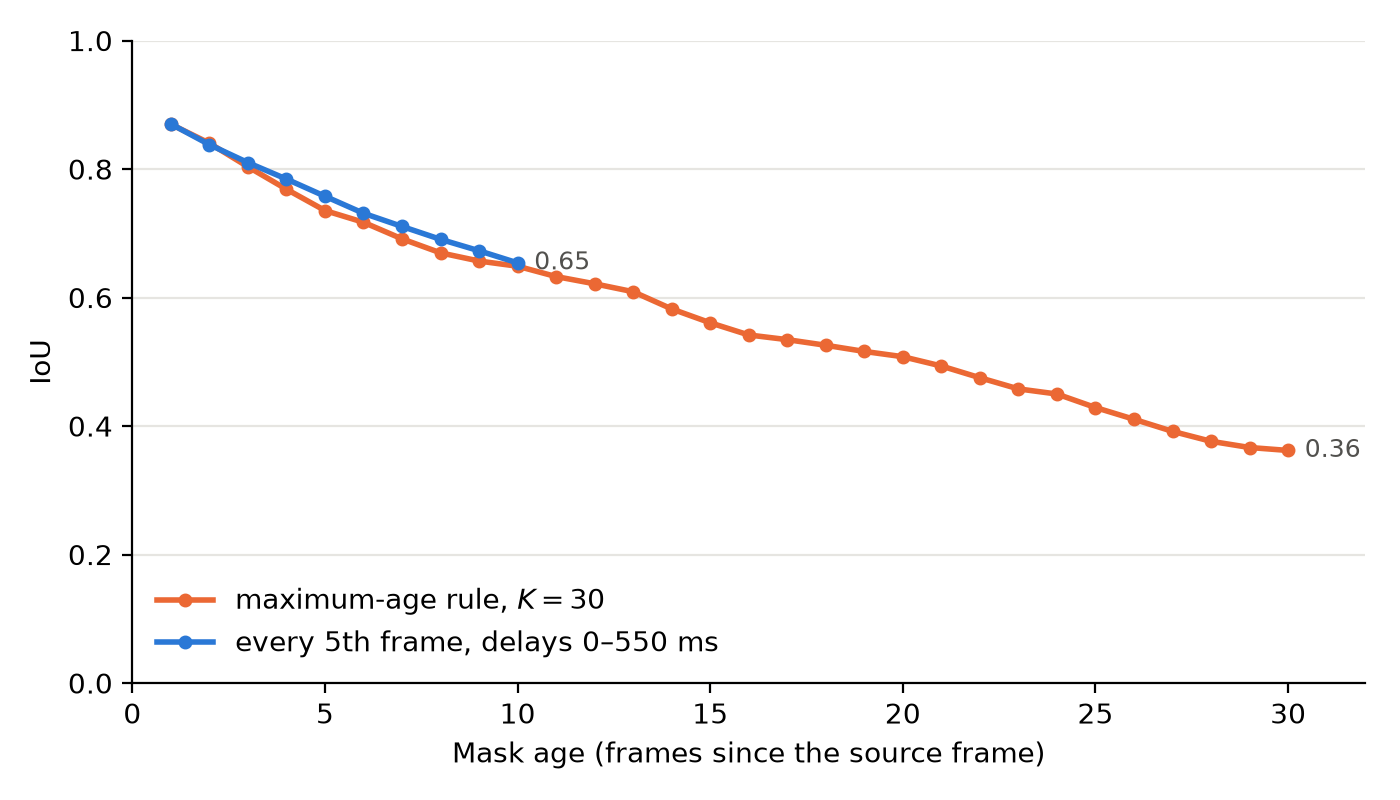 1.0
0.8
0.6
0.4
0.2
0.0
IoU
0.65
0.36
maximum-age rule, K = 30
every 5th frame, delays 0–550 ms
0 5 10 15 20 25 30
Mask age (frames since the source frame)